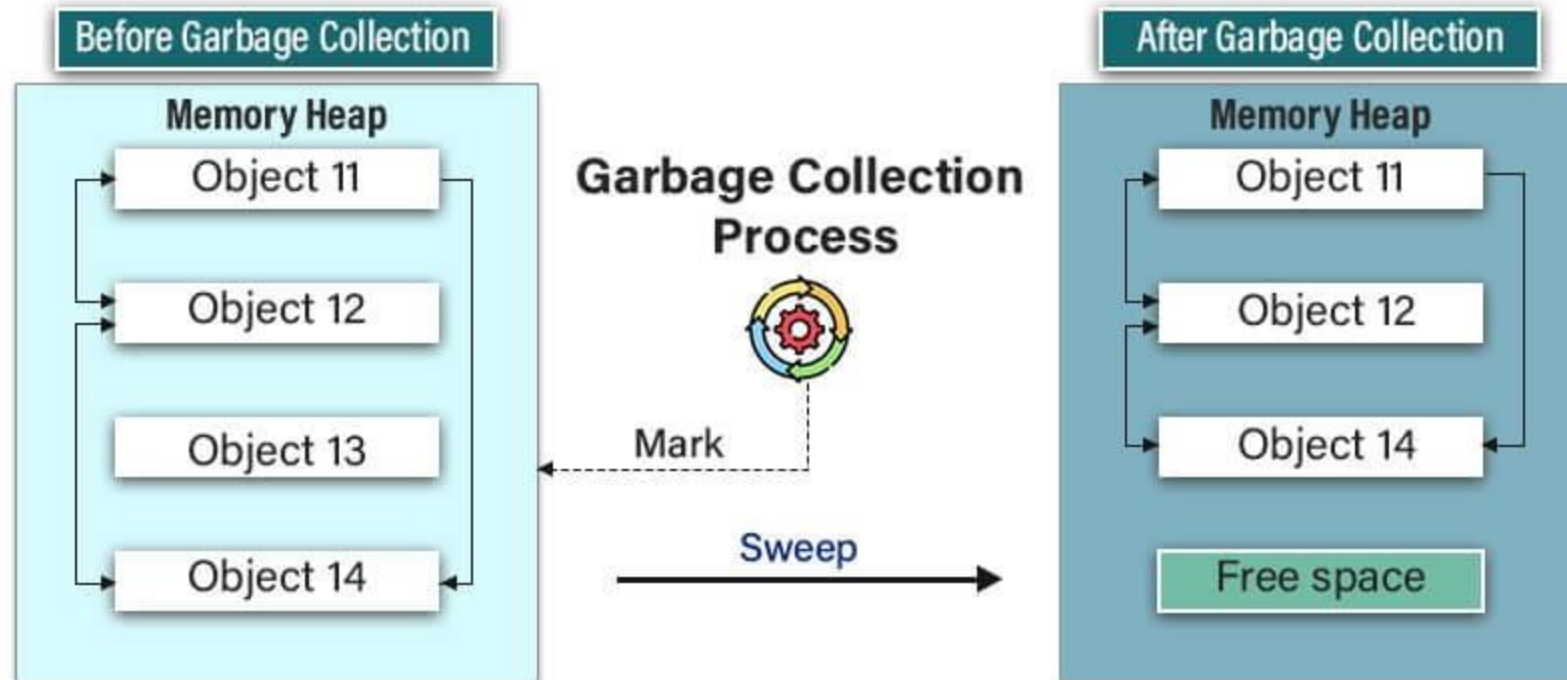 Before Garbage Collection
Memory Heap
Object 11
Object 12
Object 13
Object 14
Garbage Collection
Process
Mark
Sweep
After Garbage Collection
Memory Heap
Object 11
Object 12
Object 14
Free space